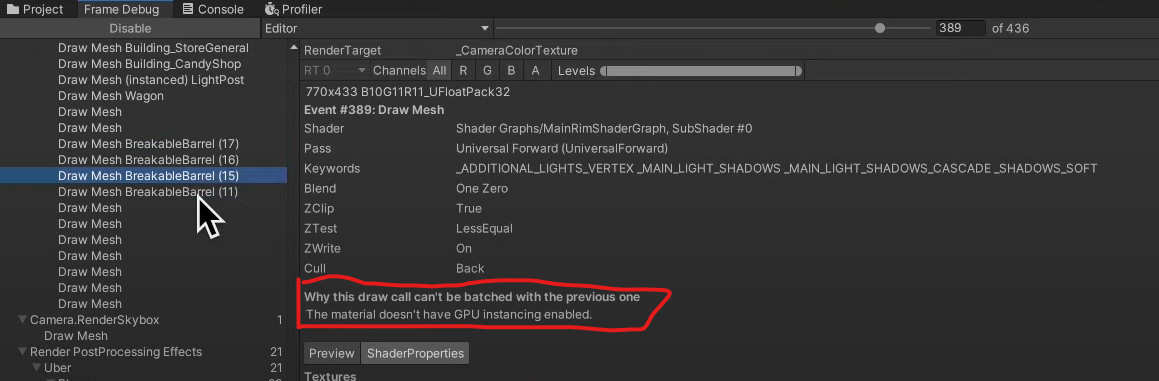 Project Frame Debug Console Profiler
Disable Editor 389 of 436
Draw Mesh Building_StoreGeneral
Draw Mesh Building_CandyShop
Draw Mesh (instanced) LightPost
Draw Mesh Wagon
Draw Mesh
Draw Mesh
Draw Mesh BreakableBarrel (17)
Draw Mesh BreakableBarrel (16)
Draw Mesh BreakableBarrel (15)
Draw Mesh BreakableBarrel (11)
Draw Mesh
Draw Mesh
Draw Mesh
Draw Mesh
Draw Mesh
Draw Mesh
Draw Mesh
Camera.RenderSkybox 1
Draw Mesh
Render PostProcessing Effects 21
Uber 21
RenderTarget _CameraColorTexture
RT 0 Channels All R G B A Levels
770x433 B10G11R11_UFloatPack32
Event #389: Draw Mesh
Shader Shader Graphs/MainRimShaderGraph, SubShader #0
Pass Universal Forward (UniversalForward)
Keywords _ADDITIONAL_LIGHTS_VERTEX _MAIN_LIGHT_SHADOWS _MAIN_LIGHT_SHADOWS_CASCADE _SHADOWS_SOFT
Blend One Zero
ZClip True
ZTest LessEqual
ZWrite On
Cull Back
Why this draw call can't be batched with the previous one
The material doesn't have GPU instancing enabled.
Preview ShaderProperties
Textures